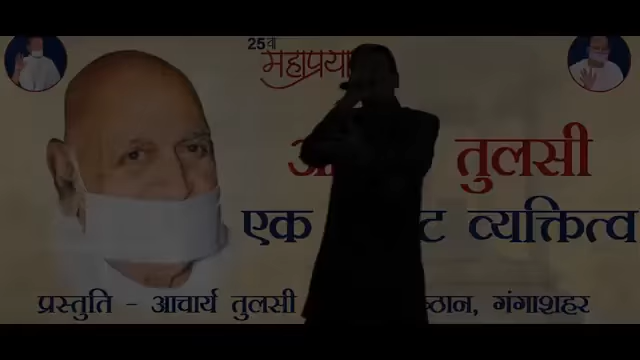 25वां
महाप्रया
तुलसी
एक व्यक्तित्व
प्रस्तुति - आचार्य तुलसी गंगाशहर